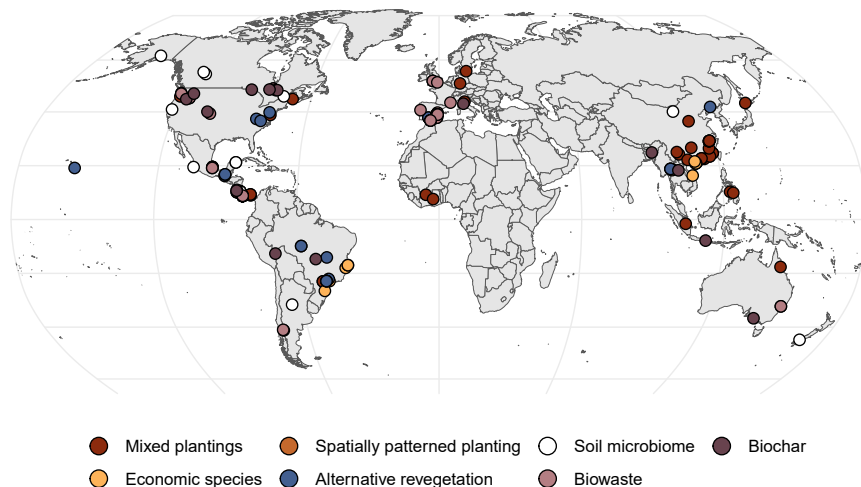 Mixed plantings Spatially patterned planting Soil microbiome Biochar
Economic species Alternative revegetation Biowaste